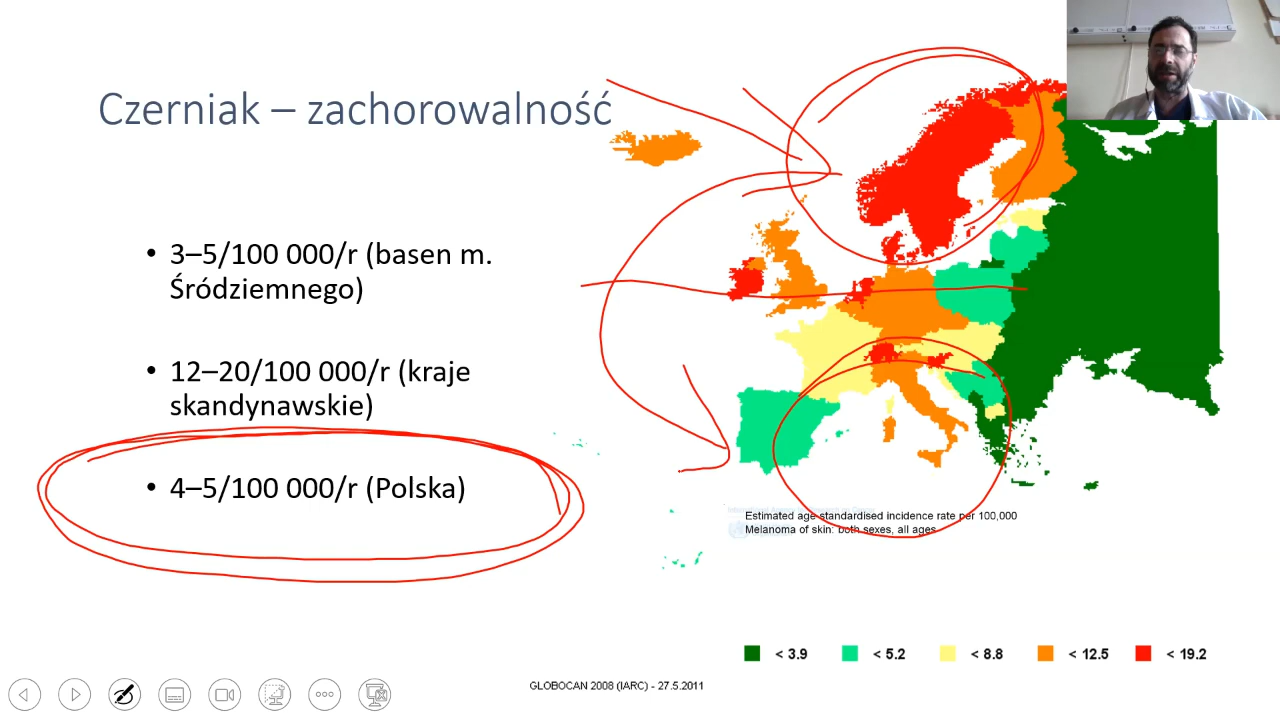 Czerniak – zachorowalność
• 3–5/100 000/r (basen m.
Śródziemnego)
• 12–20/100 000/r (kraje
skandynawskie)
• 4–5/100 000/r (Polska)
Estimated age-standardised incidence rate per 100,000
Melanoma of skin: both sexes, all ages
< 3.9
< 5.2
< 8.8
< 12.5
< 19.2
GLOBOCAN 2008 (IARC) - 27.5.2011